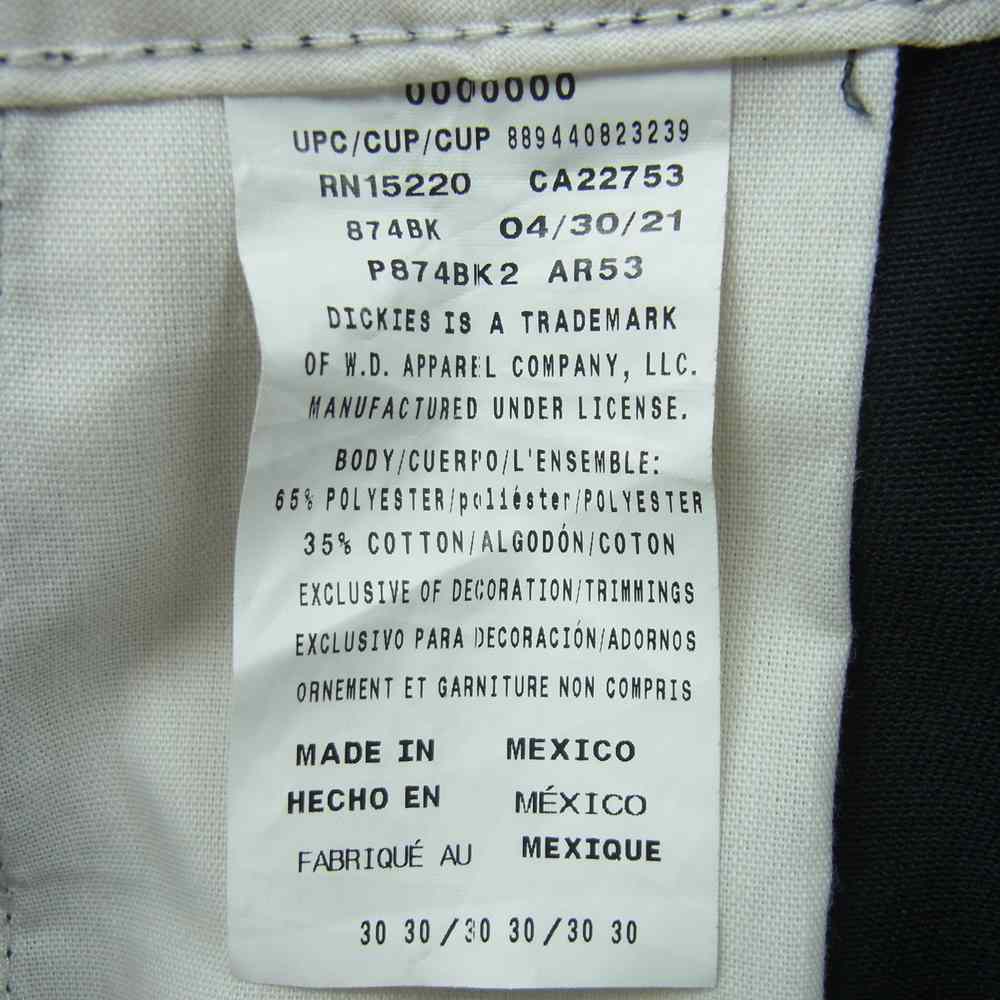 0000000
UPC/CUP/CUP 889440823239
RN15220 CA22753
874BK 04/30/21
P874BK2 AR53
DICKIES IS A TRADEMARK
OF W.D. APPAREL COMPANY, LLC.
MANUFACTURED UNDER LICENSE.
BODY/CUERPO/L'ENSEMBLE:
65% POLYESTER/poliéster/POLYESTER
35% COTTON/ALGODÓN/COTON
EXCLUSIVE OF DECORATION/TRIMMINGS
EXCLUSIVO PARA DECORACIÓN/ADORNOS
ORNEMENT ET GARNITURE NON COMPRIS
MADE IN MEXICO
HECHO EN MÉXICO
FABRIQUÉ AU MEXIQUE
30 30/30 30/30 30